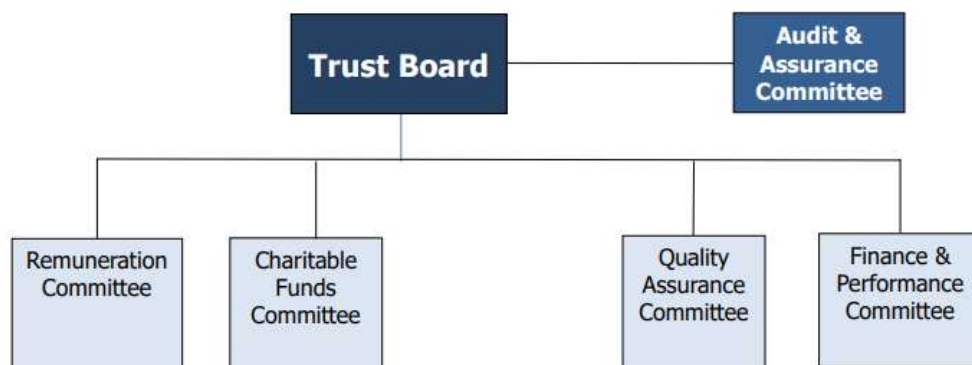 Trust Board
Audit &
Assurance
Committee
Remuneration
Committee
Charitable
Funds
Committee
Quality
Assurance
Committee
Finance &
Performance
Committee